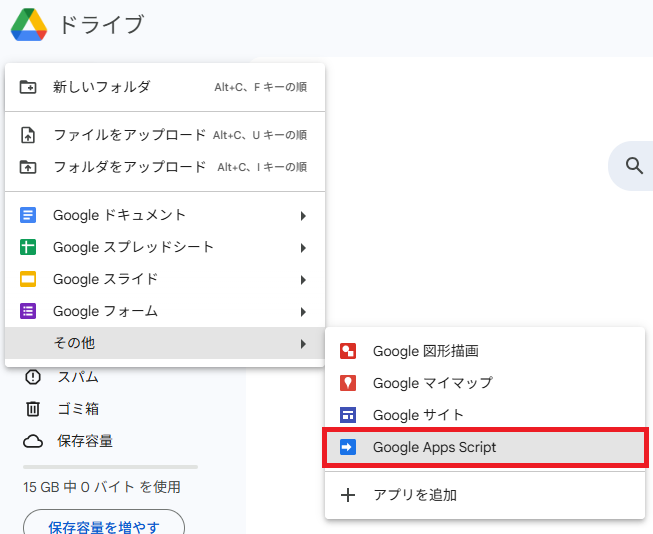 ドライブ
新しいフォルダ Alt+C、F キーの順
ファイルをアップロード Alt+C、U キーの順
フォルダをアップロード Alt+C、I キーの順
Google ドキュメント
Google スプレッドシート
Google スライド
Google フォーム
その他
Google 図形描画
Google マイマップ
Google サイト
Google Apps Script
アプリを追加
スパム
ゴミ箱
保存容量
15 GB 中 0 バイト を使用
保存容量を増やす